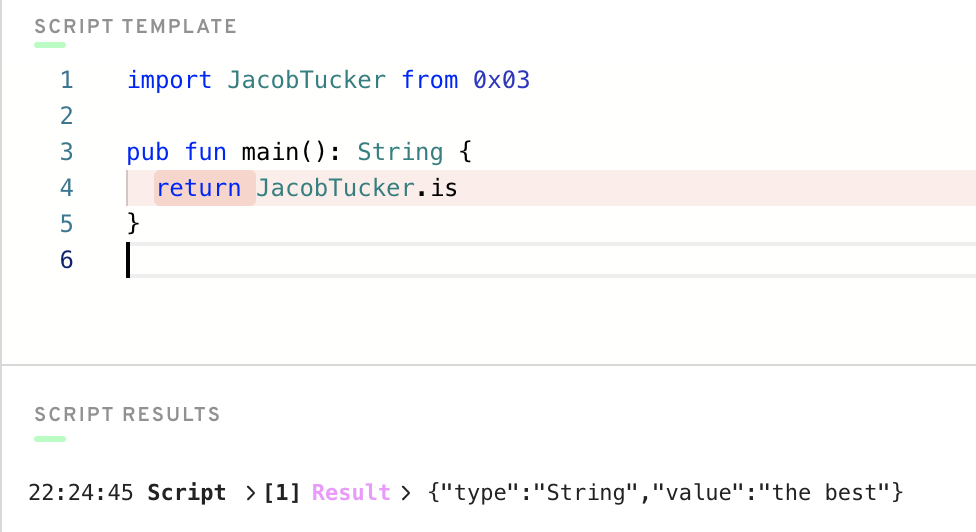 SCRIPT TEMPLATE
1 import JacobTucker from 0x03
2
3 pub fun main(): String {
4   return JacobTucker.is
5 }
6
SCRIPT RESULTS
22:24:45 Script >[1] Result > {"type":"String","value":"the best"}